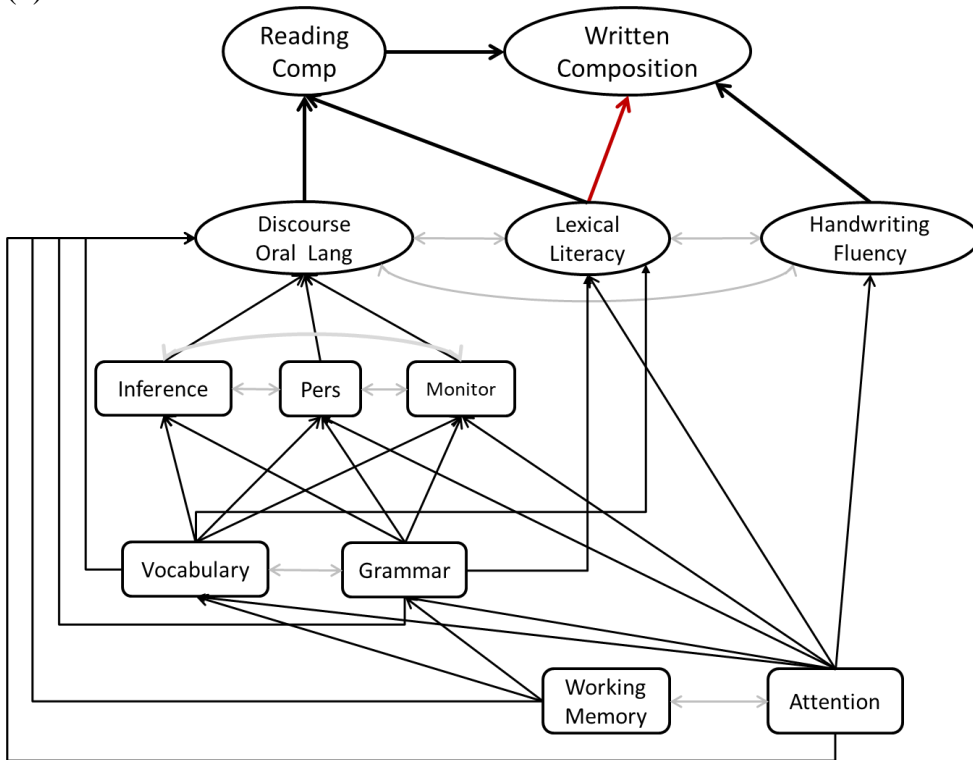 Reading
Comp
Written
Composition
Discourse
Oral Lang
Lexical
Literacy
Handwriting
Fluency
Inference
Pers
Monitor
Vocabulary
Grammar
Working
Memory
Attention